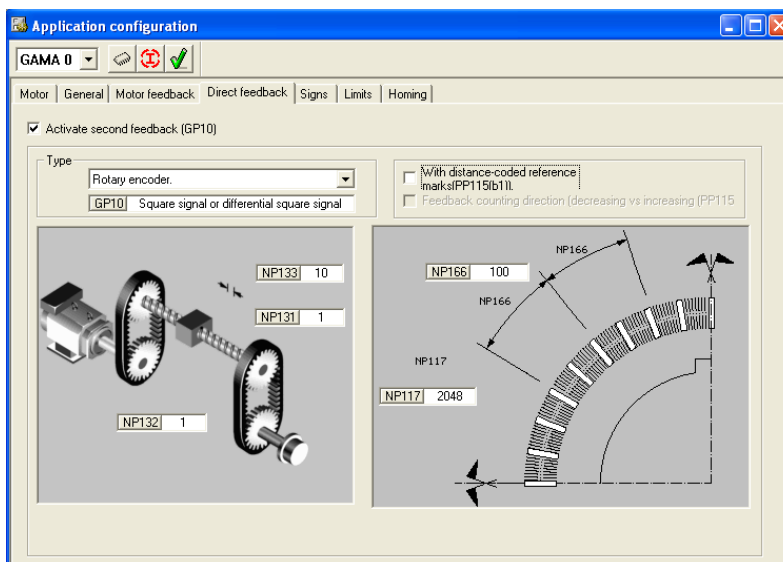 Application configuration
GAMA 0
Motor General Motor feedback Direct feedback Signs Limits Homing
Activate second feedback (GP10)
Type
Rotary encoder.
GP10 Square signal or differential square signal
With distance-coded reference
marks(PP115(b1)).
Feedback counting direction (decreasing vs increasing (PP115
NP133 10
NP131 1
NP132 1
NP166
NP166 100
NP166
NP117
NP117 2048